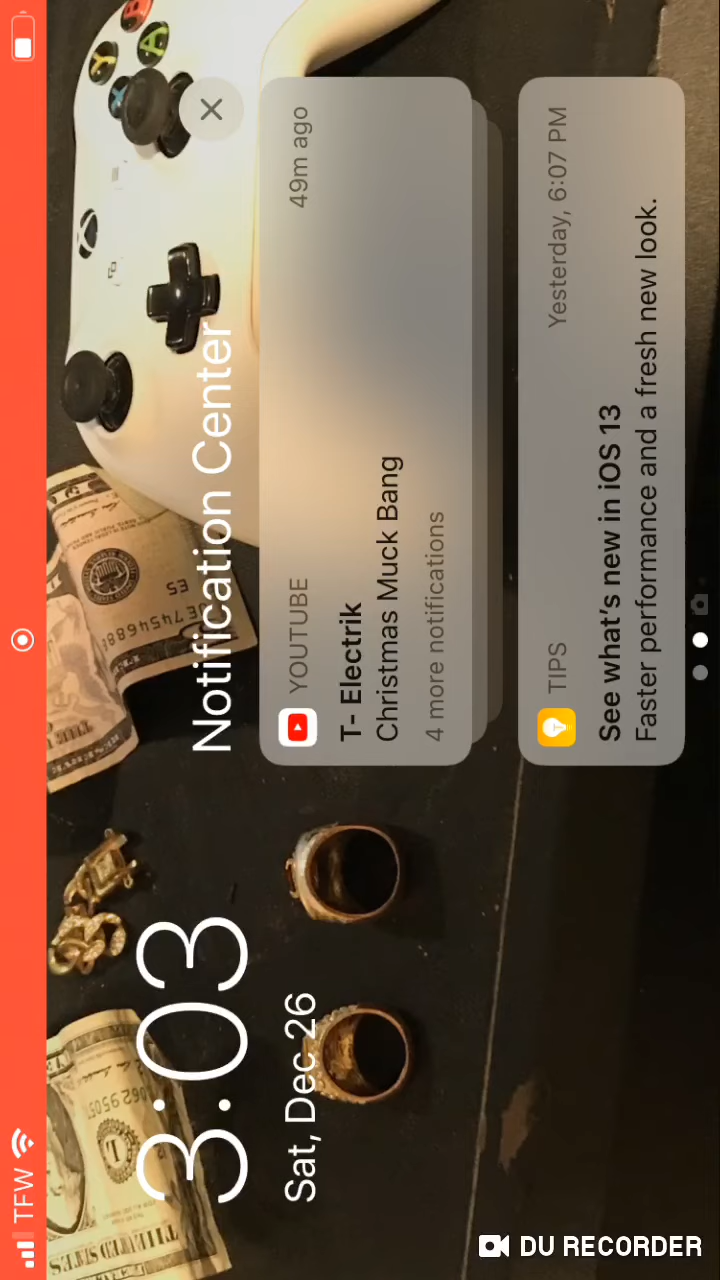 TFW
3:03
Sat, Dec 26
Notification Center
YOUTUBE
49m ago
T- Electrik
Christmas Muck Bang
4 more notifications
TIPS
Yesterday, 6:07 PM
See what's new in iOS 13
Faster performance and a fresh new look.
Y
A
B
X
E5
DU RECORDER